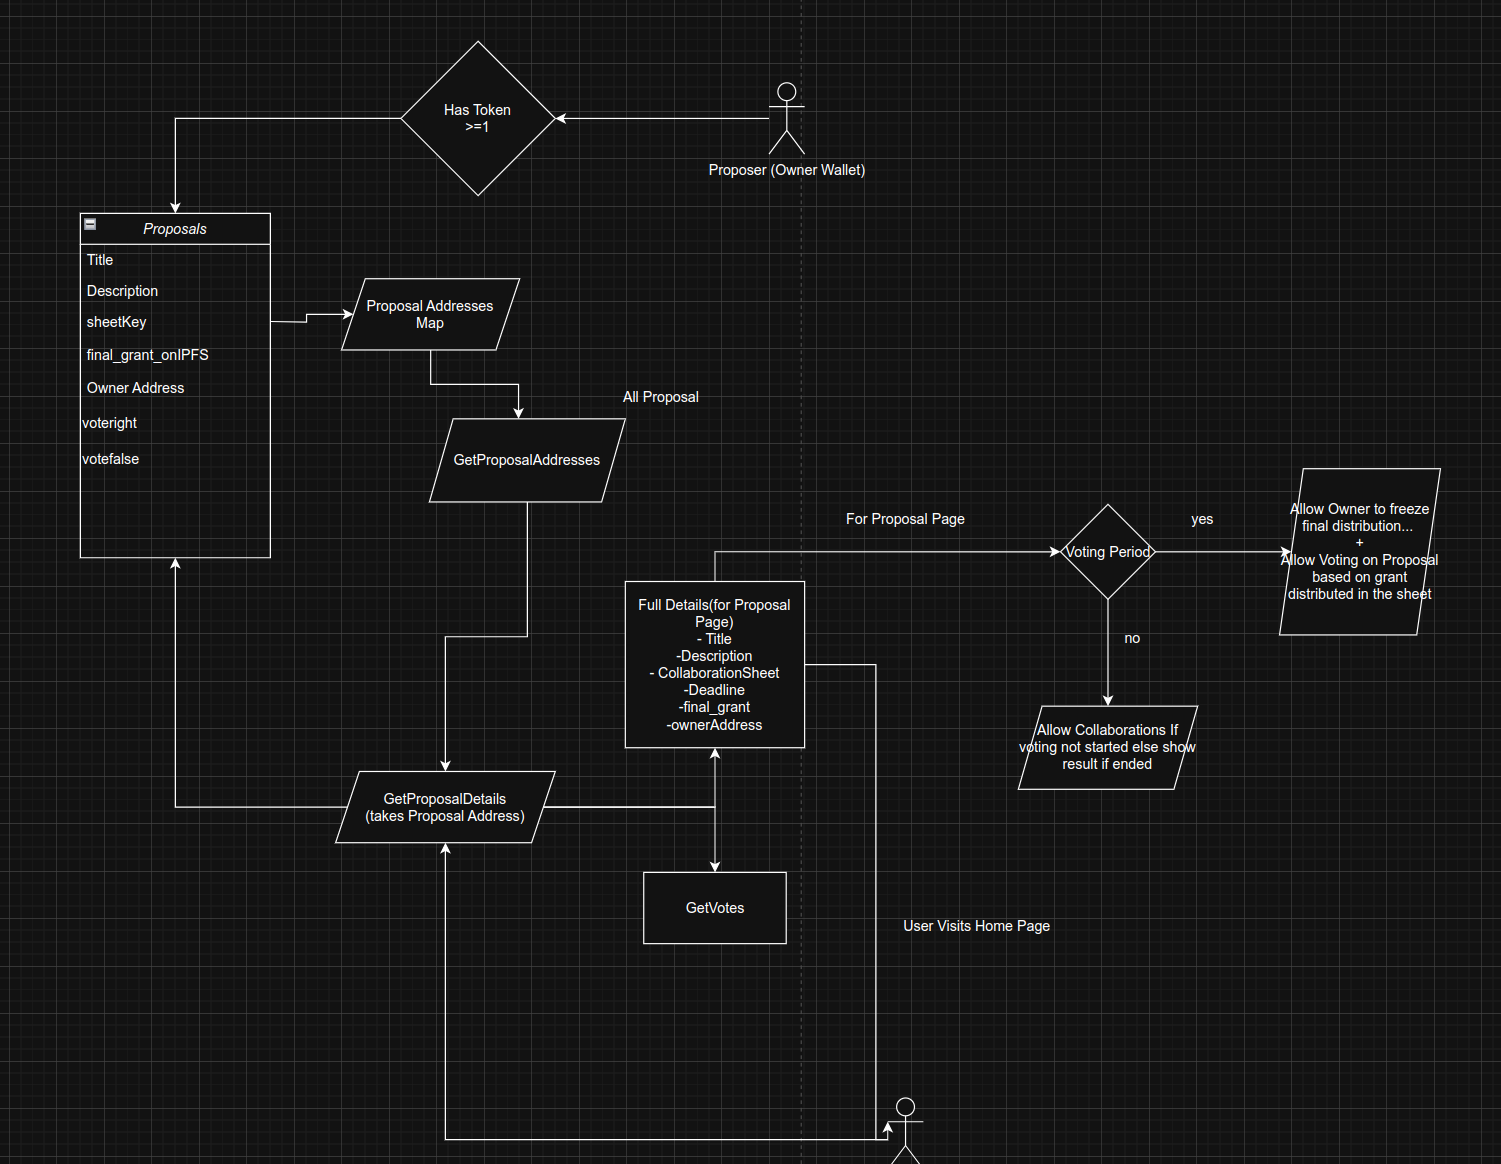 Has Token
>=1
Proposer (Owner Wallet)
Proposals
Title
Description
sheetKey
final_grant_onIPFS
Owner Address
voteright
votefalse
Proposal Addresses
Map
All Proposal
GetProposalAddresses
For Proposal Page
Voting Period
yes
Allow Owner to freeze
final distribution...
+
Allow Voting on Proposal
based on grant
distributed in the sheet
no
Allow Collaborations If
voting not started else show
result if ended
Full Details(for Proposal
Page)
- Title
-Description
- CollaborationSheet
-Deadline
-final_grant
-ownerAddress
GetProposalDetails
(takes Proposal Address)
GetVotes
User Visits Home Page